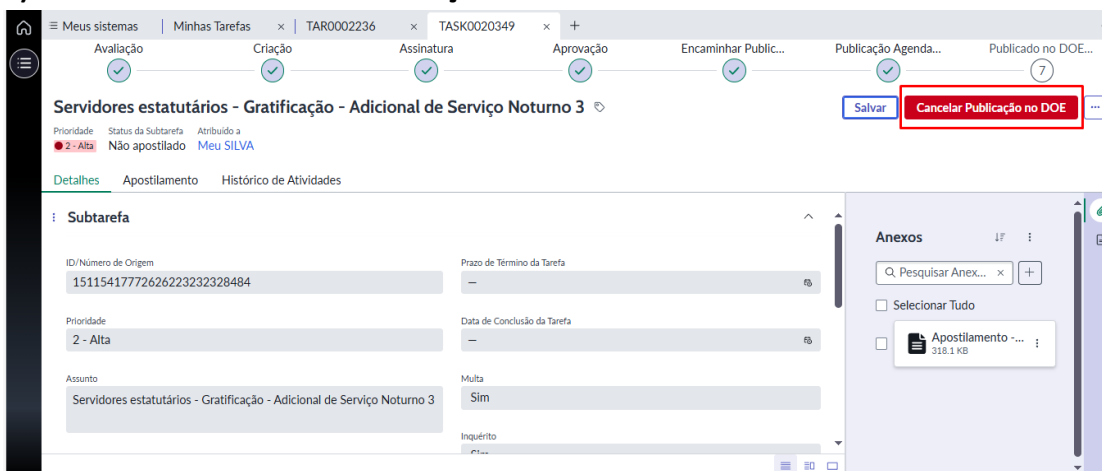 Meus sistemas
Minhas Tarefas × TAR0002236 × TASK0020349 × +
Avaliação Criação Assinatura Aprovação Encaminhar Public... Publicação Agenda... Publicado no DOE...
7
Servidores estatutários - Gratificação - Adicional de Serviço Noturno 3
Salvar Cancelar Publicação no DOE ...
Prioridade Status da Subtarefa Atribuído a
2 - Alta Não apostilado Meu SILVA
Detalhes Apostilamento Histórico de Atividades
Subtarefa
Anexos
ID/Número de Origem Prazo de Término da Tarefa
15115417772626223232328484 —
Pesquisar Anex... × +
Selecionar Tudo
Prioridade Data de Conclusão da Tarefa
2 - Alta —
Apostilamento -...
318.1 KB
Assunto Multa
Servidores estatutários - Gratificação - Adicional de Serviço Noturno 3 Sim
Inquérito